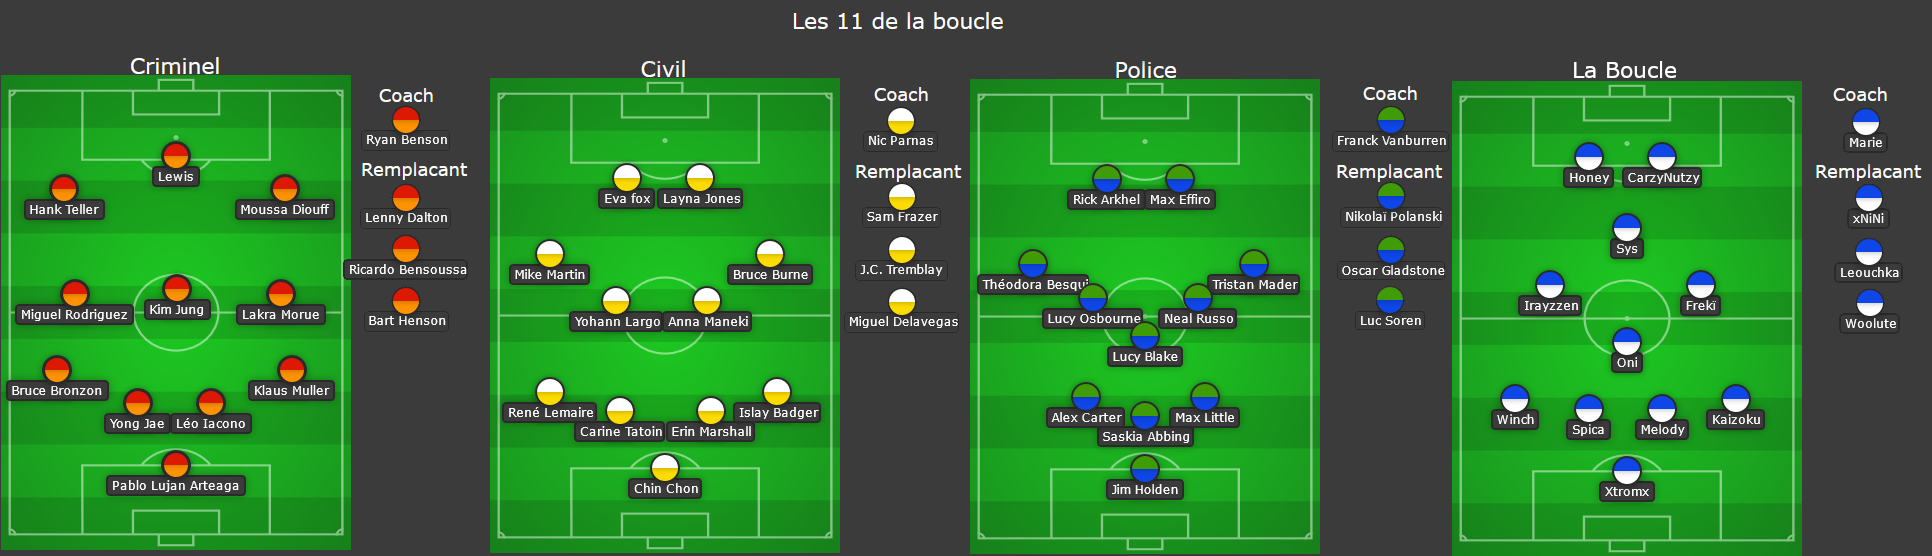 Les 11 de la boucle
Criminel
Lewis
Hank Teller
Moussa Diouff
Miguel Rodriguez
Kim Jung
Lakra Morue
Bruce Bronzon
Klaus Muller
Yong Jae
Léo Iacono
Pablo Lujan Arteaga
Coach
Ryan Benson
Remplacant
Lenny Dalton
Ricardo Bensoussa
Bart Henson
Civil
Eva fox
Layna Jones
Mike Martin
Bruce Burne
Yohann Largo
Anna Maneki
René Lemaire
Islay Badger
Carine Tatoin
Erin Marshall
Chin Chon
Coach
Nic Parnas
Remplacant
Sam Frazer
J.C. Tremblay
Miguel Delavegas
Police
Rick Arkhel
Max Effiro
Théodora Besqui
Tristan Mader
Lucy Osbourne
Neal Russo
Lucy Blake
Alex Carter
Max Little
Saskia Abbing
Jim Holden
Coach
Franck Vanburren
Remplacant
Nikolaï Polanski
Oscar Gladstone
Luc Soren
La Boucle
Honey
CarzyNutzy
Sys
Irayzzen
Frekï
Oni
Winch
Kaizoku
Spica
Melody
Xtromx
Coach
Marie
Remplacant
xNiNi
Leouchka
Woolute